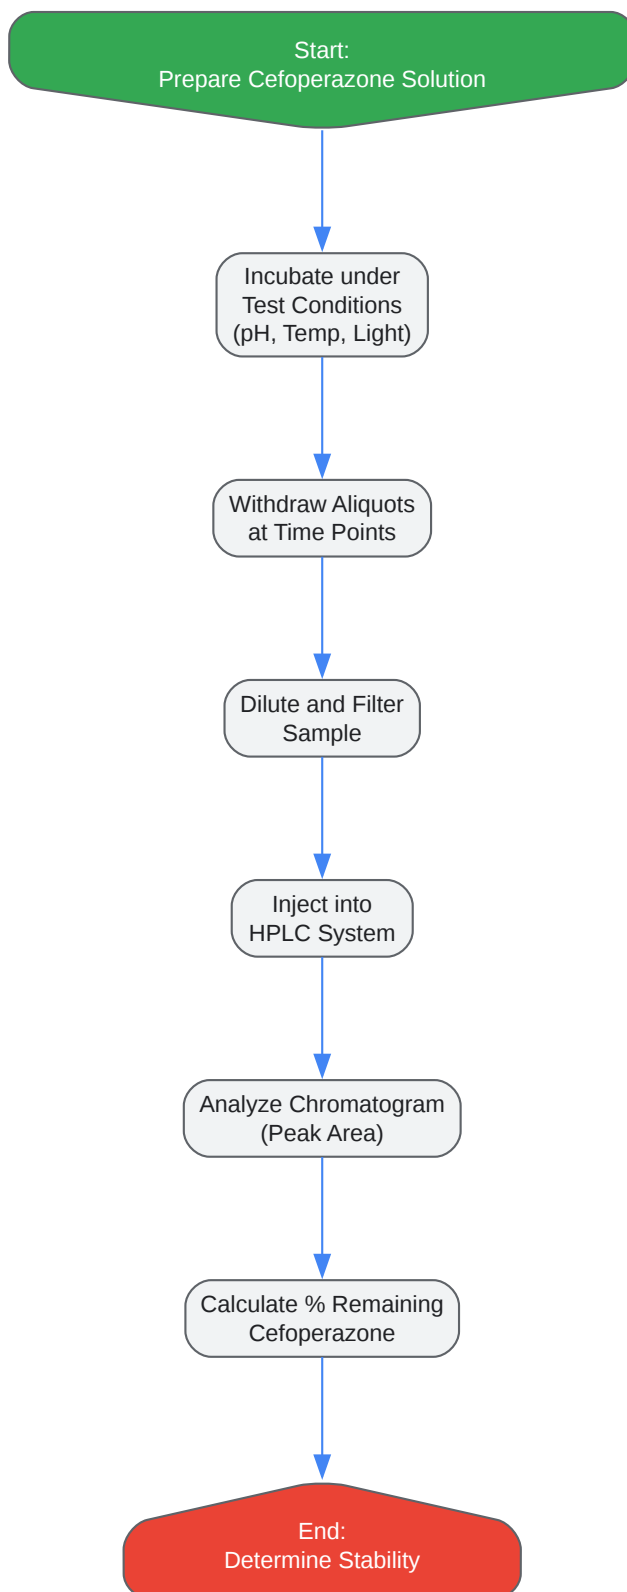 Start:
Prepare Cefoperazone Solution
Incubate under
Test Conditions
(pH, Temp, Light)
Withdraw Aliquots
at Time Points
Dilute and Filter
Sample
Inject into
HPLC System
Analyze Chromatogram
(Peak Area)
Calculate % Remaining
Cefoperazone
End:
Determine Stability